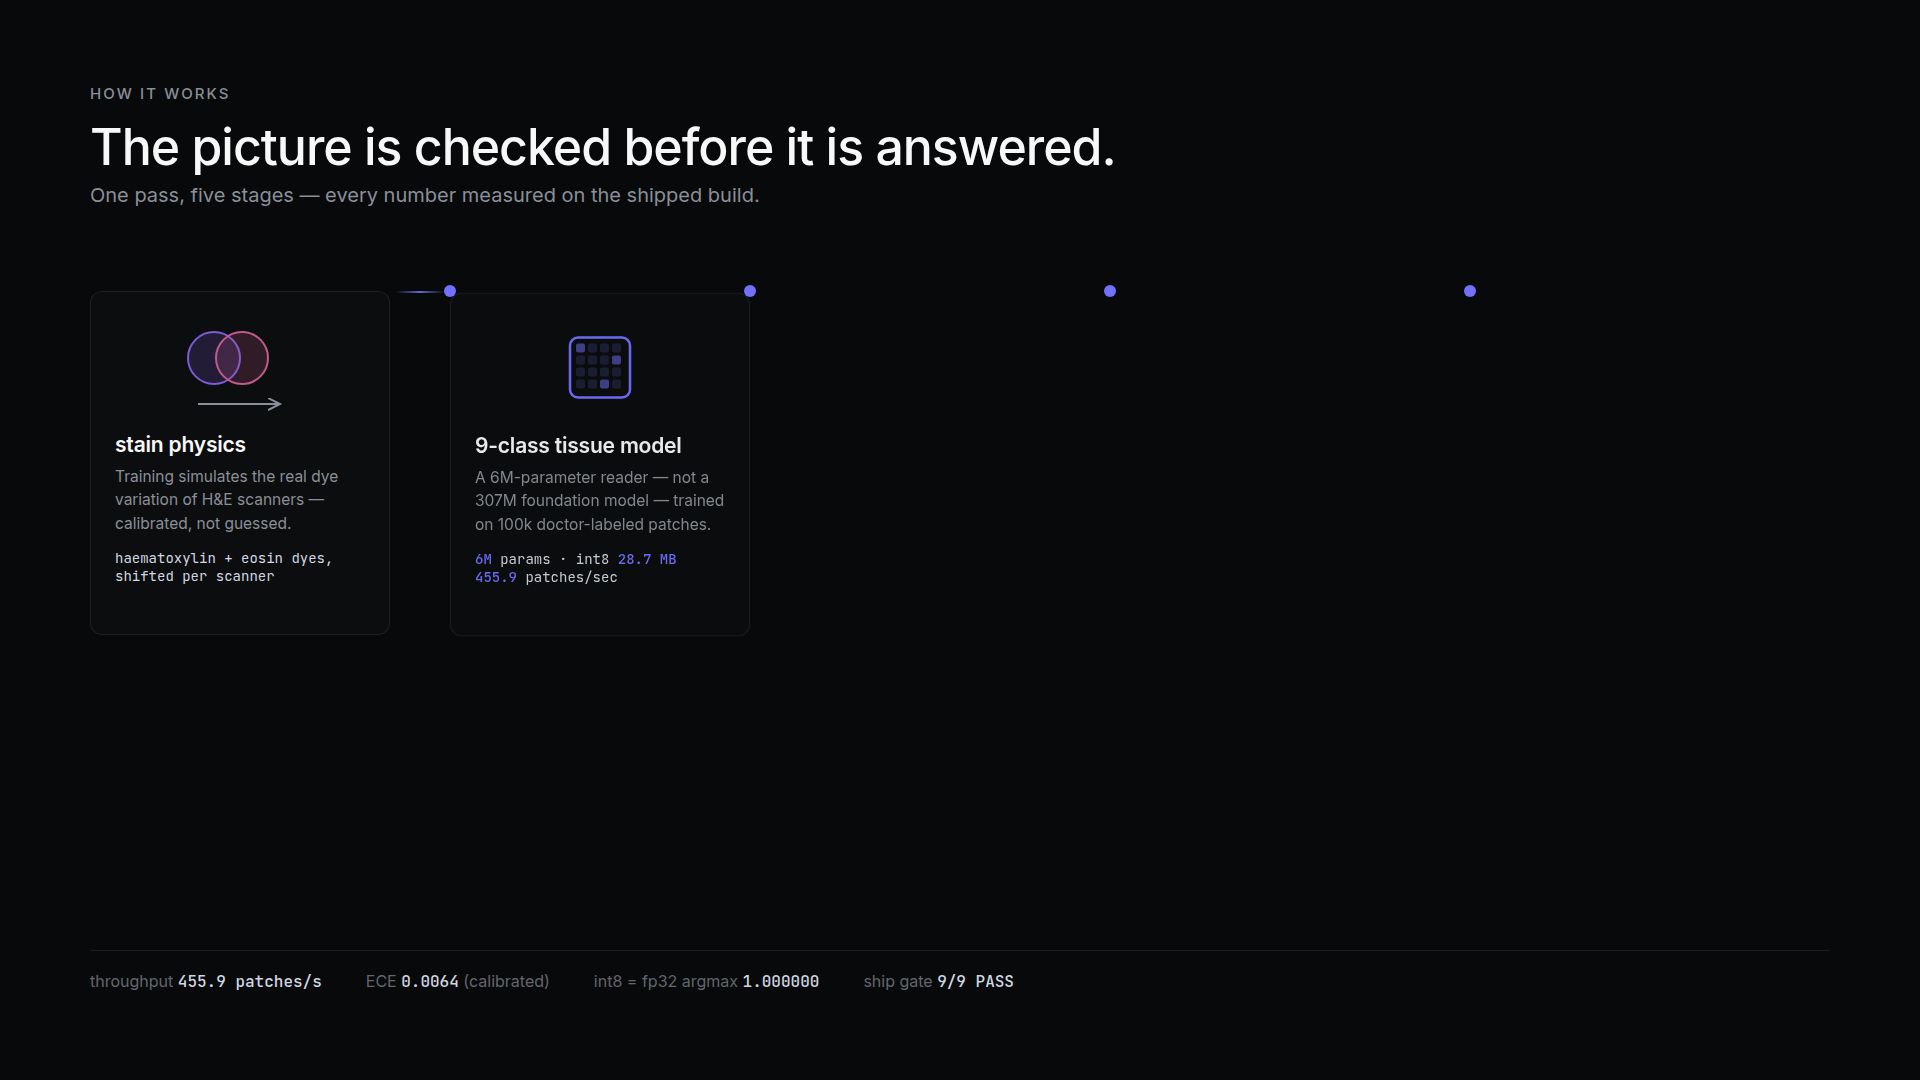 HOW IT WORKS
The picture is checked before it is answered.
One pass, five stages — every number measured on the shipped build.
stain physics
Training simulates the real dye
variation of H&E scanners —
calibrated, not guessed.
haematoxylin + eosin dyes,
shifted per scanner
9-class tissue model
A 6M-parameter reader — not a
307M foundation model — trained
on 100k doctor-labeled patches.
6M params · int8 28.7 MB
455.9 patches/sec
throughput 455.9 patches/s
ECE 0.0064 (calibrated)
int8 = fp32 argmax 1.000000
ship gate 9/9 PASS